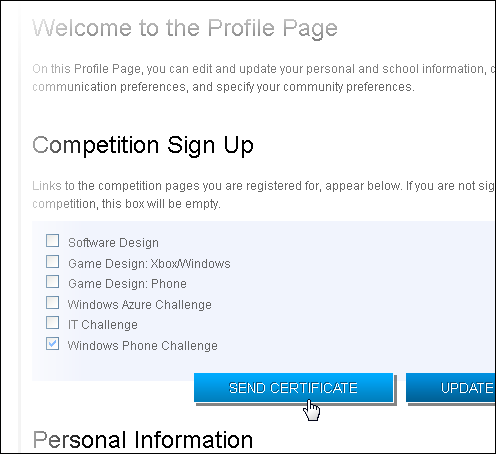 Welcome to the Profile Page
On this Profile Page, you can edit and update your personal and school information,
communication preferences, and specify your community preferences.
Competition Sign Up
Links to the competition pages you are registered for, appear below. If you are not
competition, this box will be empty.
Software Design
Game Design: Xbox/Windows
Game Design: Phone
Windows Azure Challenge
IT Challenge
Windows Phone Challenge
SEND CERTIFICATE
UPDATE
Personal Information